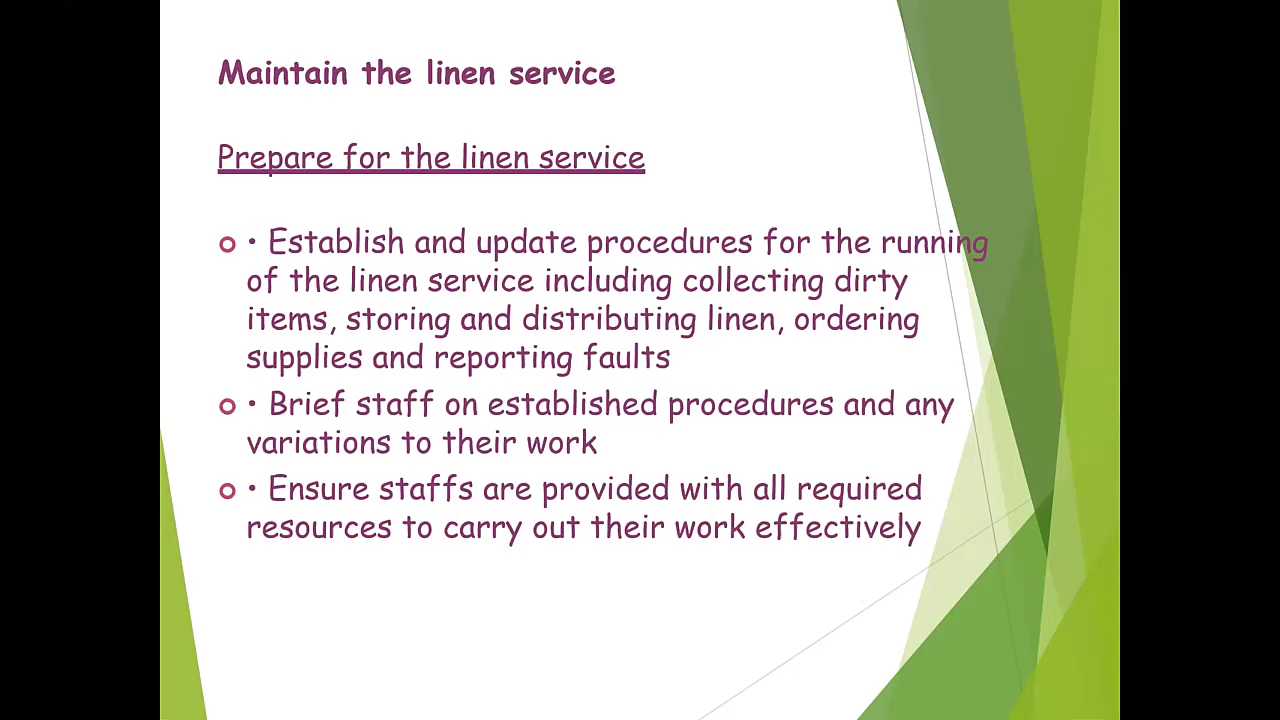 Maintain the linen service
Prepare for the linen service
• Establish and update procedures for the running
of the linen service including collecting dirty
items, storing and distributing linen, ordering
supplies and reporting faults
• Brief staff on established procedures and any
variations to their work
• Ensure staffs are provided with all required
resources to carry out their work effectively